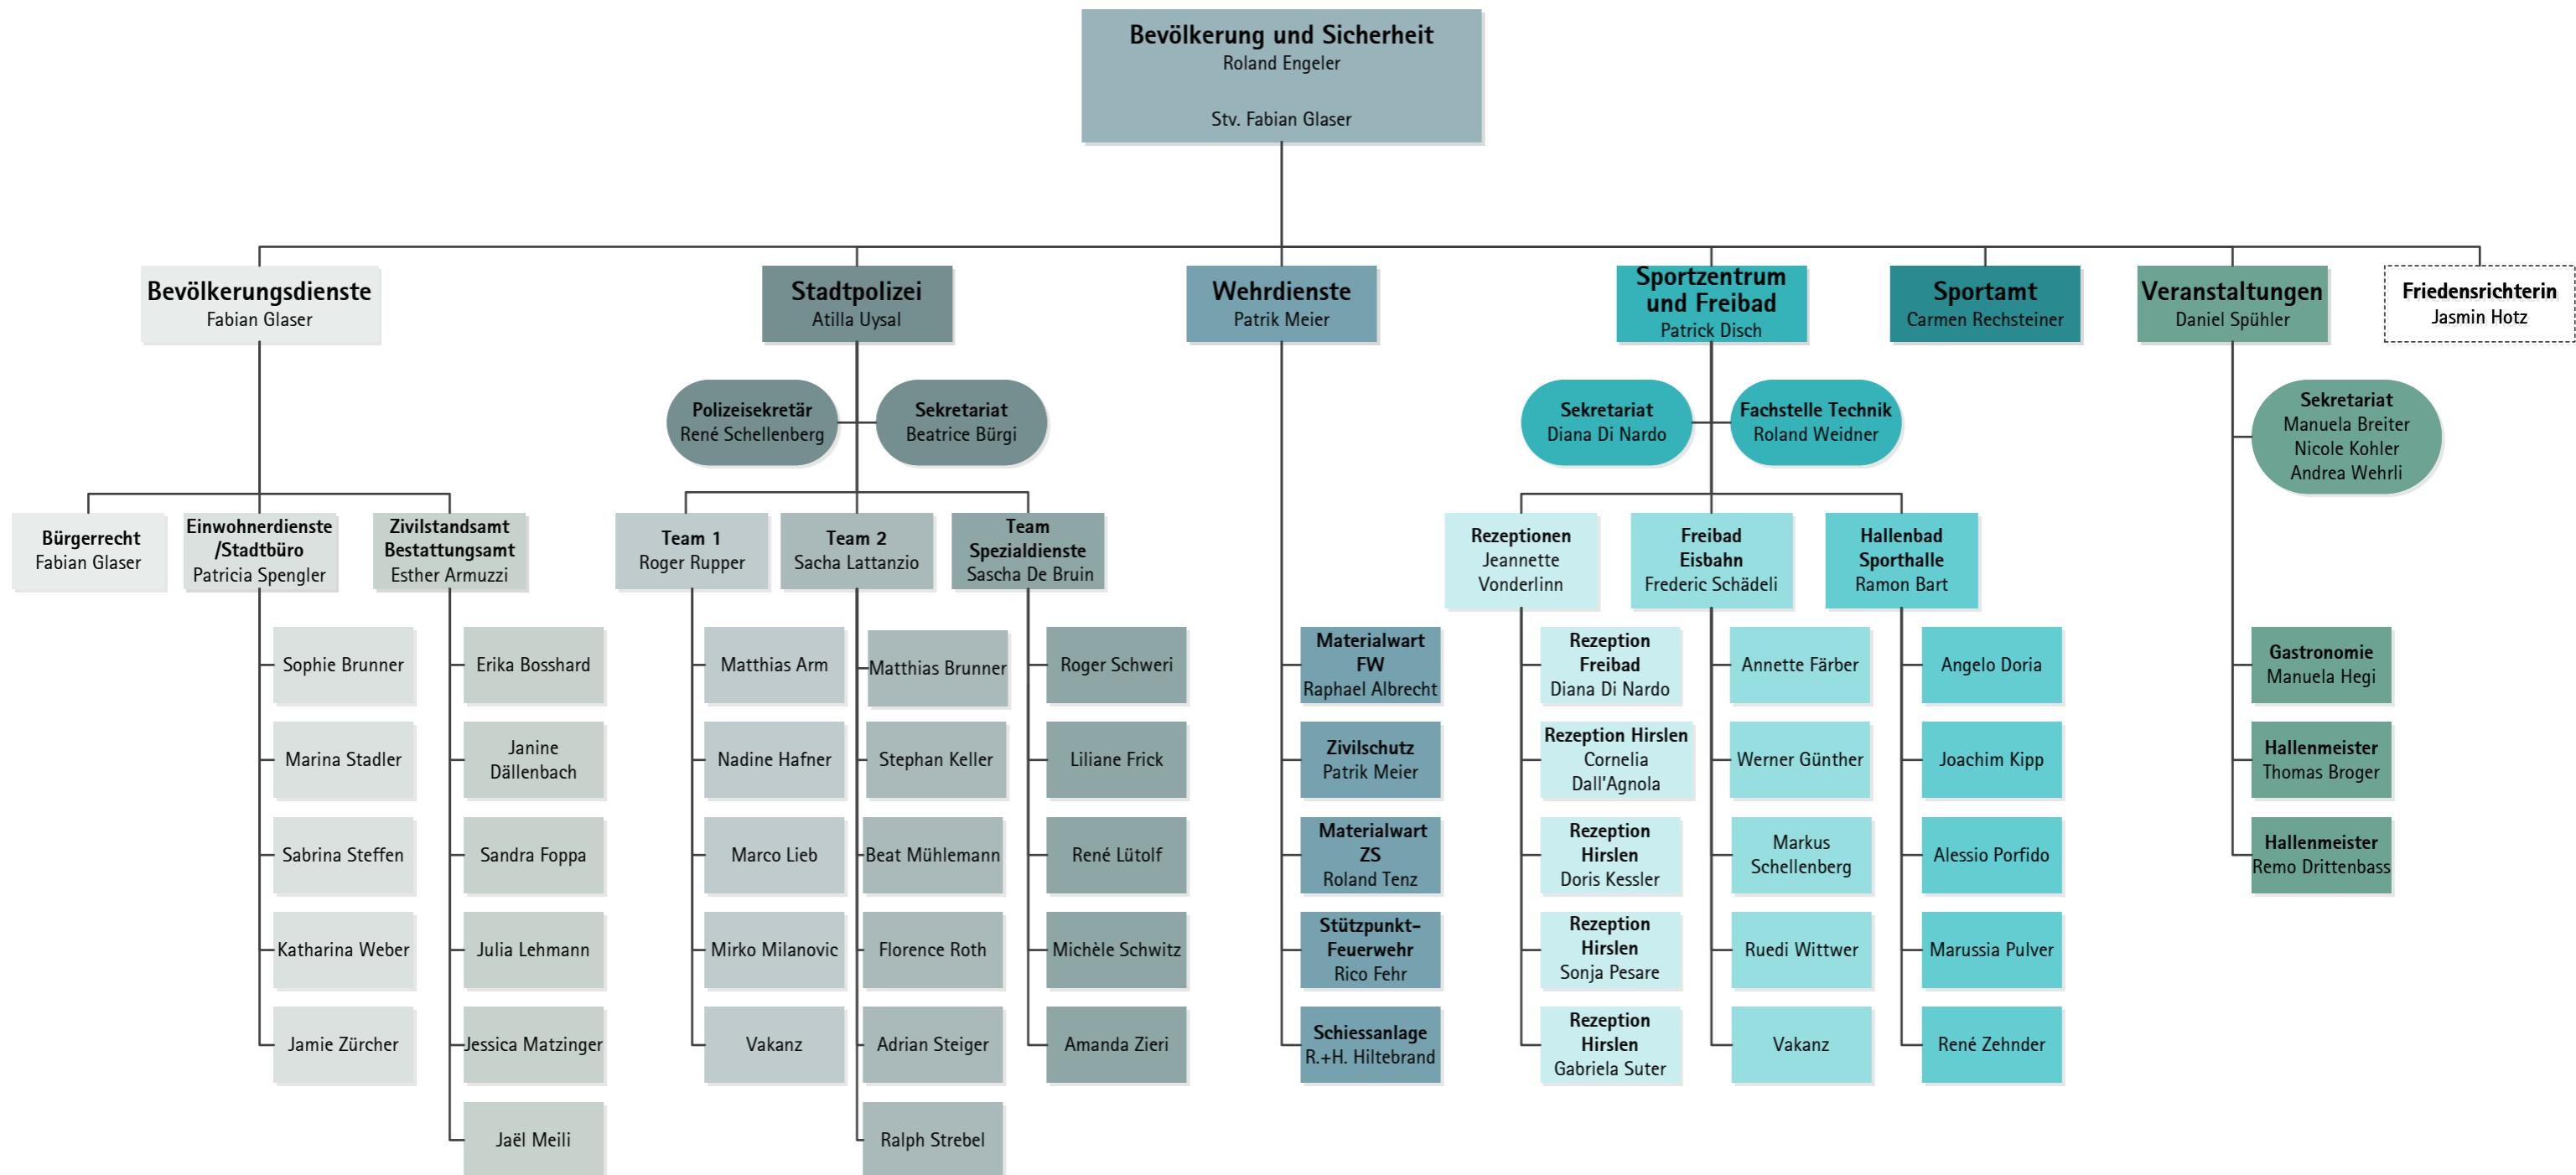 Bevölkerung und Sicherheit
Roland Engeler
Stv. Fabian Glaser
Bevölkerungsdienste
Fabian Glaser
Stadtpolizei
Atilla Uysal
Wehrdienste
Patrik Meier
Sportzentrum
und Freibad
Patrick Disch
Sportamt
Carmen Rechsteiner
Veranstaltungen
Daniel Spühler
Friedensrichterin
Jasmin Hotz
Polizeisekretär
René Schellenberg
Sekretariat
Beatrice Bürgi
Sekretariat
Diana Di Nardo
Fachstelle Technik
Roland Weidner
Sekretariat
Manuela Breiter
Nicole Kohler
Andrea Wehrli
Bürgerrecht
Fabian Glaser
Einwohnerdienste
/Stadtbüro
Patricia Spengler
Zivilstandsamt
Bestattungsamt
Esther Armuzzi
Team 1
Roger Rupper
Team 2
Sacha Lattanzio
Team
Spezialdienste
Sascha De Bruin
Rezeptionen
Jeannette
Vonderlinn
Freibad
Eisbahn
Frederic Schädeli
Hallenbad
Sporthalle
Ramon Bart
Sophie Brunner
Marina Stadler
Sabrina Steffen
Katharina Weber
Jamie Zürcher
Erika Bosshard
Janine
Dällenbach
Sandra Foppa
Julia Lehmann
Jessica Matzinger
Jaël Meili
Matthias Arm
Nadine Hafner
Marco Lieb
Mirko Milanovic
Vakanz
Matthias Brunner
Stephan Keller
Beat Mühlemann
Florence Roth
Adrian Steiger
Ralph Strebel
Roger Schweri
Liliane Frick
René Lütolf
Michèle Schwitz
Amanda Zieri
Materialwart
FW
Raphael Albrecht
Zivilschutz
Patrik Meier
Materialwart
ZS
Roland Tenz
Stützpunkt-
Feuerwehr
Rico Fehr
Schiessanlage
R.+H. Hiltebrand
Rezeption
Freibad
Diana Di Nardo
Rezeption Hirslen
Cornelia
Dall'Agnola
Rezeption
Hirslen
Doris Kessler
Rezeption
Hirslen
Sonja Pesare
Rezeption
Hirslen
Gabriela Suter
Annette Färber
Werner Günther
Markus
Schellenberg
Ruedi Wittwer
Vakanz
Angelo Doria
Joachim Kipp
Alessio Porfido
Marussia Pulver
René Zehnder
Gastronomie
Manuela Hegi
Hallenmeister
Thomas Broger
Hallenmeister
Remo Drittenbass